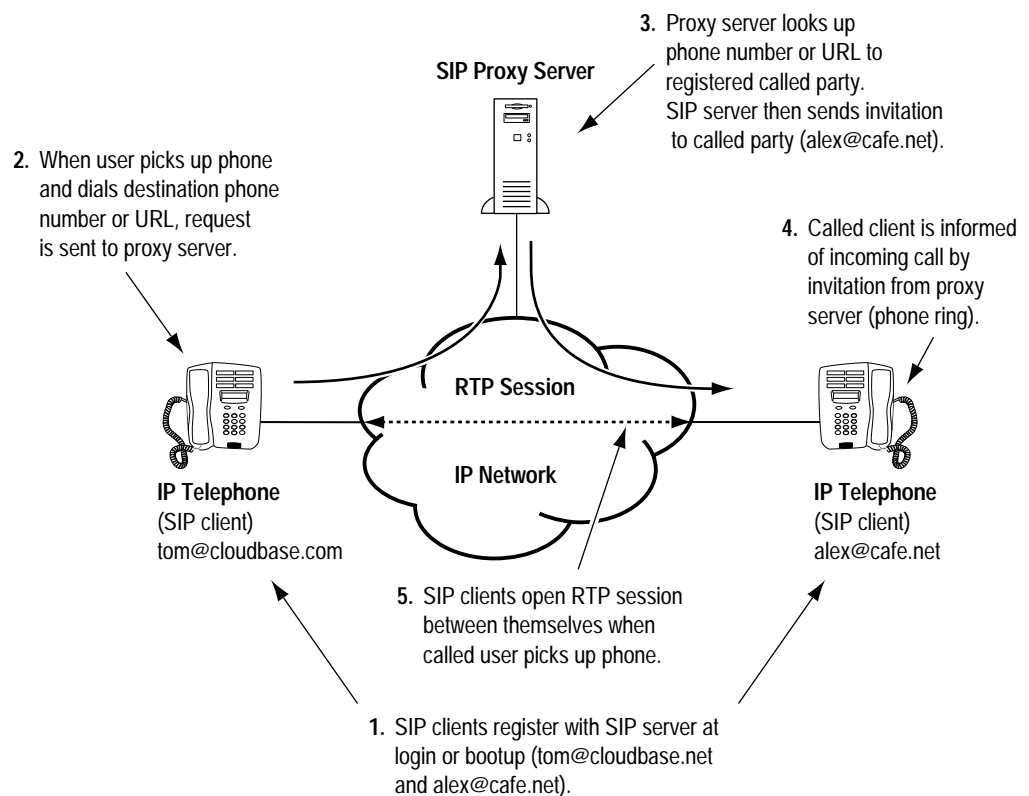 3. Proxy server looks up
phone number or URL to
registered called party.
SIP server then sends invitation
to called party (alex@cafe.net).
SIP Proxy Server
2. When user picks up phone
and dials destination phone
number or URL, request
is sent to proxy server.
4. Called client is informed
of incoming call by
invitation from proxy
server (phone ring).
RTP Session
IP Network
IP Telephone
(SIP client)
tom@cloudbase.com
IP Telephone
(SIP client)
alex@cafe.net
5. SIP clients open RTP session
between themselves when
called user picks up phone.
1. SIP clients register with SIP server at
login or bootup (tom@cloudbase.net
and alex@cafe.net).